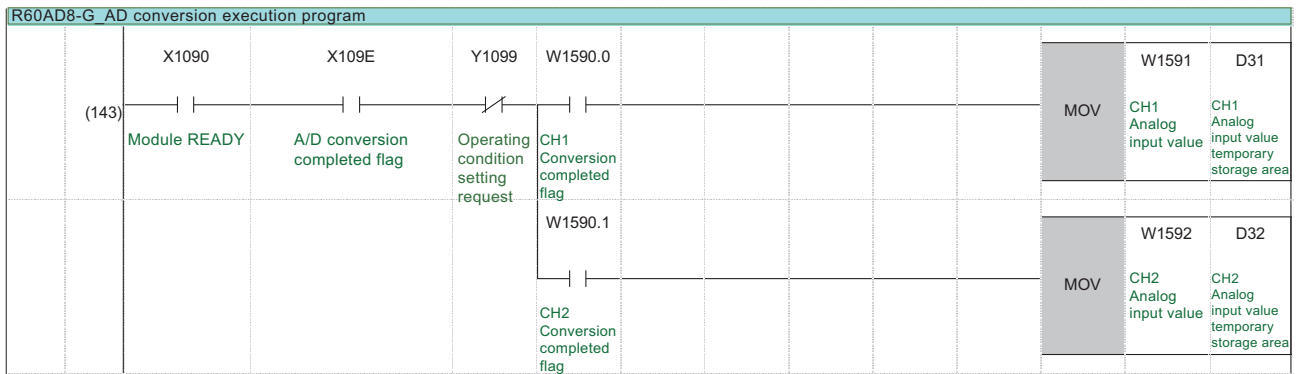 R60AD8-G_AD conversion execution program
X1090
X109E
Y1099
W1590.0
W1591
D31
(143)
MOV
Module READY
A/D conversion
completed flag
Operating
condition
setting
request
CH1
Conversion
completed
flag
CH1
Analog
input value
CH1
Analog
input value
temporary
storage area
W1590.1
W1592
D32
MOV
CH2
Conversion
completed
flag
CH2
Analog
input value
CH2
Analog
input value
temporary
storage area